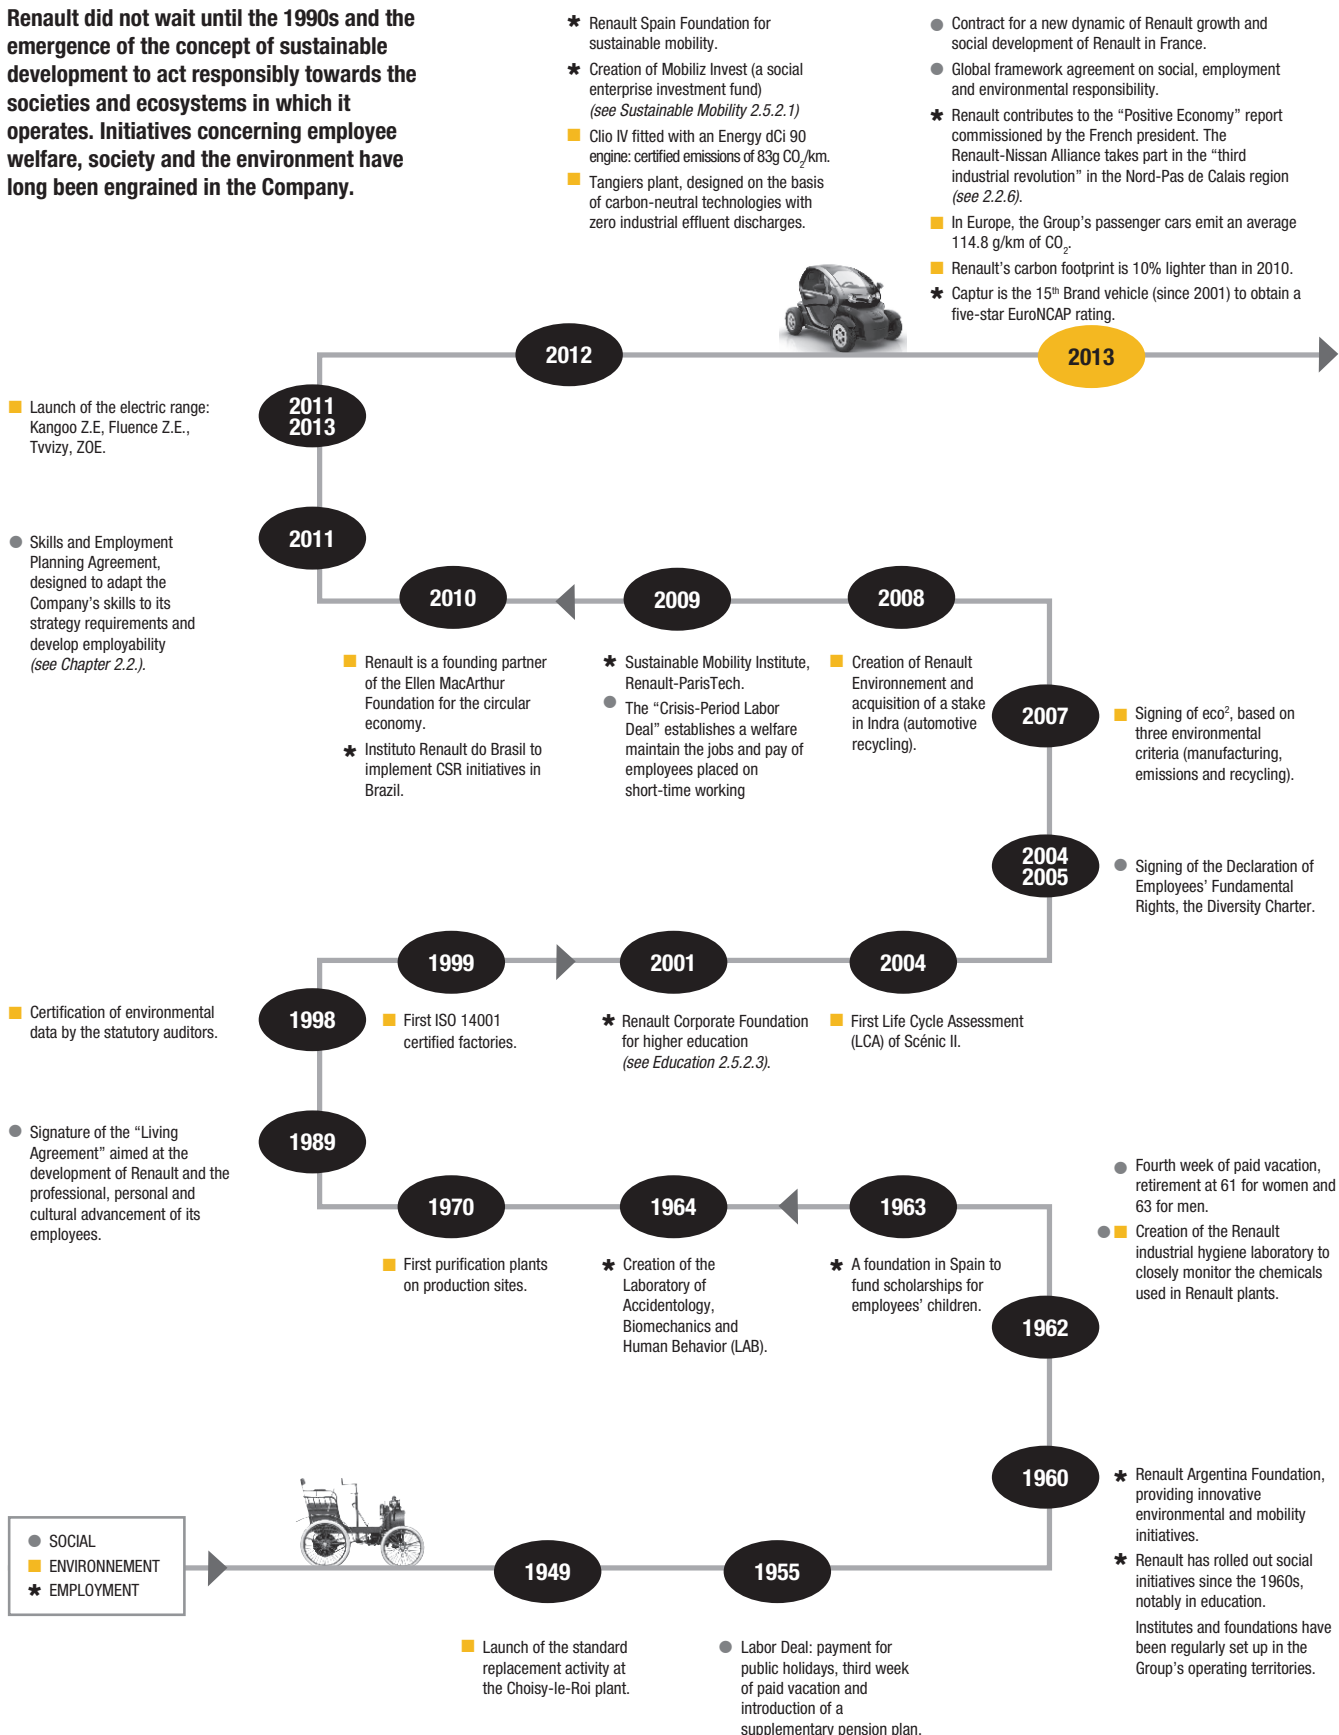 Renault did not wait until the 1990s and the
emergence of the concept of sustainable
development to act responsibly towards the
societies and ecosystems in which it
operates. Initiatives concerning employee
welfare, society and the environment have
long been engrained in the Company.
* Renault Spain Foundation for
sustainable mobility.
* Creation of Mobiliz Invest (a social
enterprise investment fund)
(see Sustainable Mobility 2.5.2.1)
Clio IV fitted with an Energy dCi 90
engine: certified emissions of 83g CO2/km.
Tangiers plant, designed on the basis
of carbon-neutral technologies with
zero industrial effluent discharges.
Contract for a new dynamic of Renault growth and
social development of Renault in France.
Global framework agreement on social, employment
and environmental responsibility.
* Renault contributes to the “Positive Economy” report
commissioned by the French president. The
Renault-Nissan Alliance takes part in the “third
industrial revolution” in the Nord-Pas de Calais region
(see 2.2.6).
In Europe, the Group’s passenger cars emit an average
114.8 g/km of CO2.
Renault’s carbon footprint is 10% lighter than in 2010.
* Captur is the 15th Brand vehicle (since 2001) to obtain a
five-star EuroNCAP rating.
2012
2013
2011
2013
Launch of the electric range:
Kangoo Z.E, Fluence Z.E.,
Tvvizy, ZOE.
2011
Skills and Employment
Planning Agreement,
designed to adapt the
Company’s skills to its
strategy requirements and
develop employability
(see Chapter 2.2.).
2010
2009
2008
Renault is a founding partner
of the Ellen MacArthur
Foundation for the circular
economy.
* Instituto Renault do Brasil to
implement CSR initiatives in
Brazil.
* Sustainable Mobility Institute,
Renault-ParisTech.
The “Crisis-Period Labor
Deal” establishes a welfare
maintain the jobs and pay of
employees placed on
short-time working
Creation of Renault
Environnement and
acquisition of a stake
in Indra (automotive
recycling).
2007
Signing of eco², based on
three environmental
criteria (manufacturing,
emissions and recycling).
2004
2005
Signing of the Declaration of
Employees’ Fundamental
Rights, the Diversity Charter.
1999
2001
2004
1998
Certification of environmental
data by the statutory auditors.
First ISO 14001
certified factories.
* Renault Corporate Foundation
for higher education
(see Education 2.5.2.3).
First Life Cycle Assessment
(LCA) of Scénic II.
1989
Signature of the “Living
Agreement” aimed at the
development of Renault and the
professional, personal and
cultural advancement of its
employees.
1970
1964
1963
First purification plants
on production sites.
* Creation of the
Laboratory of
Accidentology,
Biomechanics and
Human Behavior (LAB).
* A foundation in Spain to
fund scholarships for
employees’ children.
Fourth week of paid vacation,
retirement at 61 for women and
63 for men.
Creation of the Renault
industrial hygiene laboratory to
closely monitor the chemicals
used in Renault plants.
1962
1960
* Renault Argentina Foundation,
providing innovative
environmental and mobility
initiatives.
* Renault has rolled out social
initiatives since the 1960s,
notably in education.
Institutes and foundations have
been regularly set up in the
Group’s operating territories.
SOCIAL
ENVIRONNEMENT
* EMPLOYMENT
1949
1955
Launch of the standard
replacement activity at
the Choisy-le-Roi plant.
Labor Deal: payment for
public holidays, third week
of paid vacation and
introduction of a
supplementary pension plan.